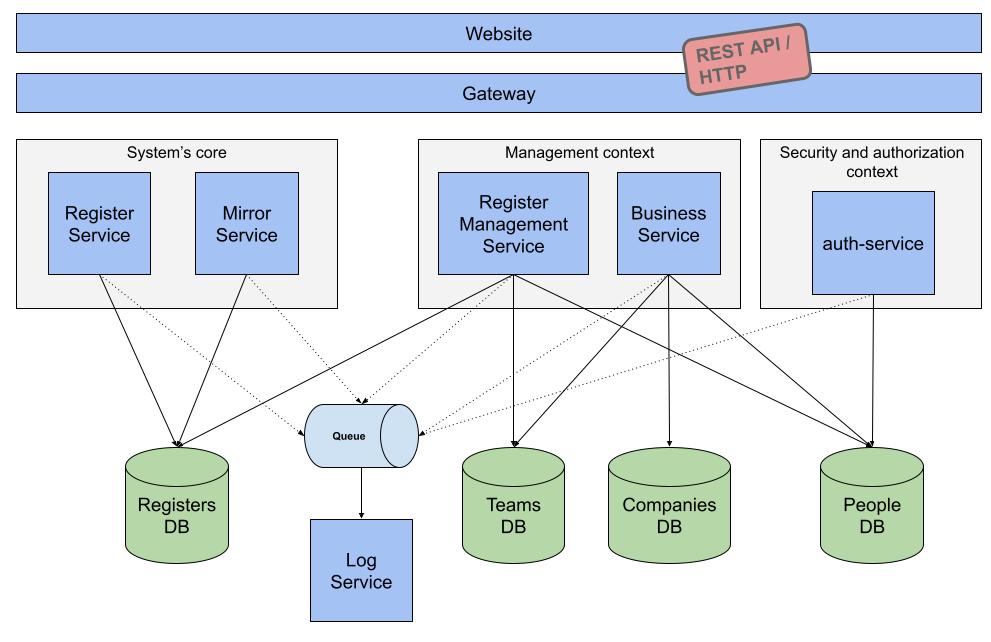 Website
REST API /
HTTP
Gateway
System's core
Register
Service
Mirror
Service
Management context
Register
Management
Service
Business
Service
Security and authorization
context
auth-service
Queue
Registers
DB
Teams
DB
Companies
DB
People
DB
Log
Service